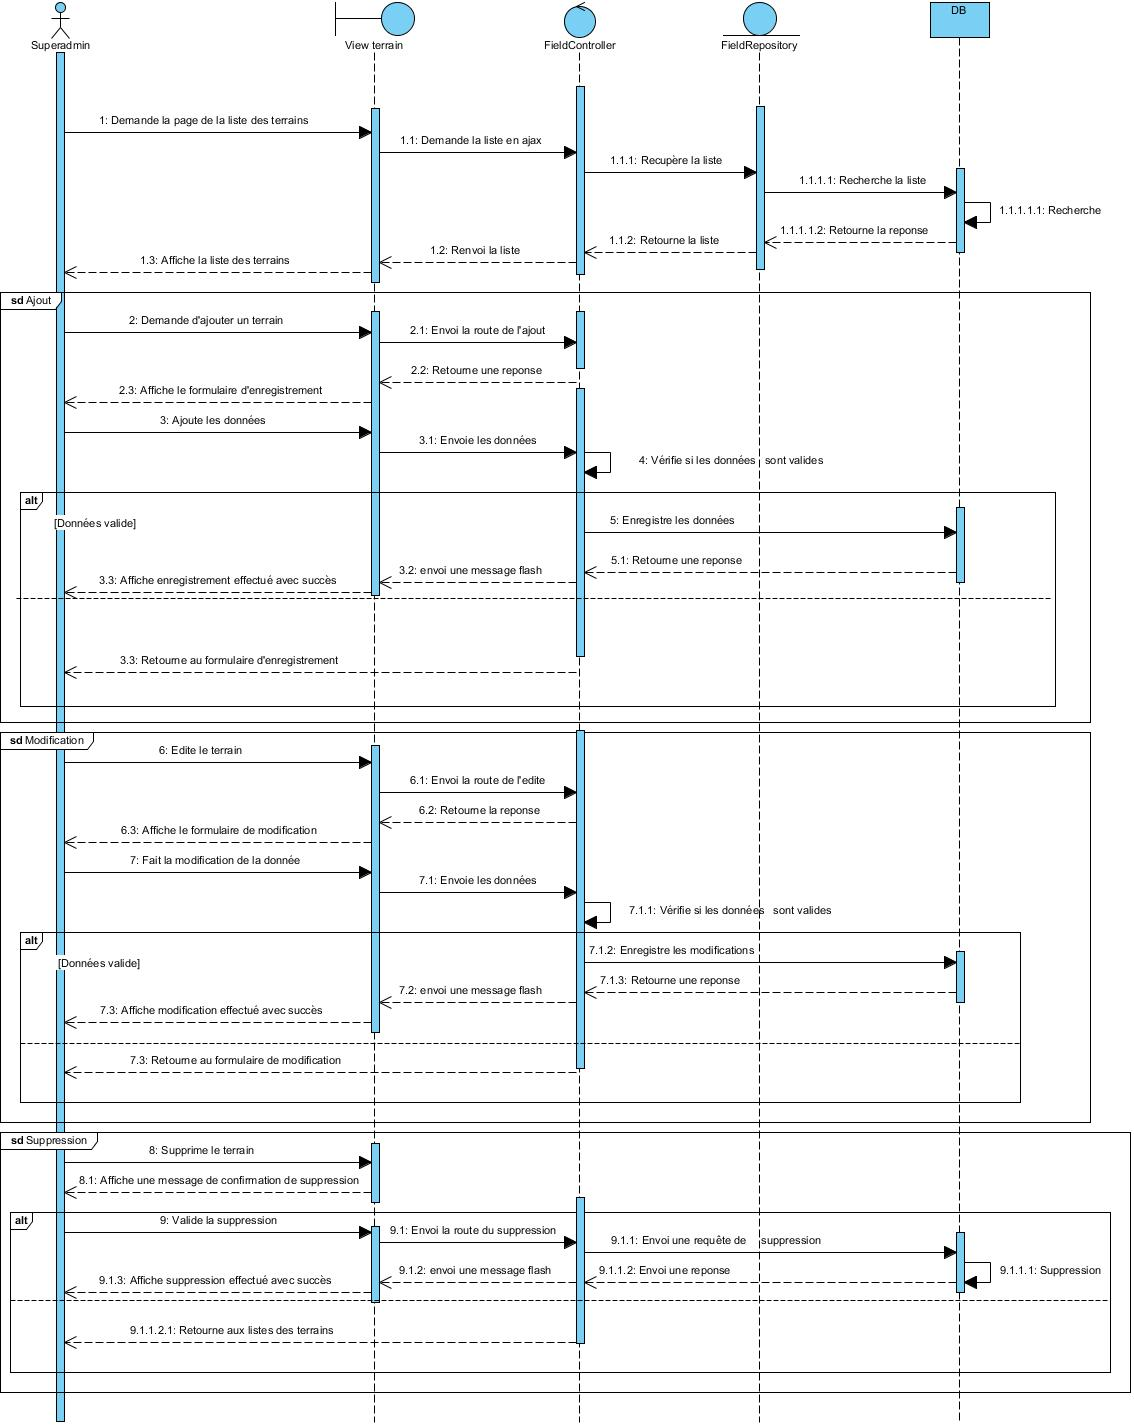 Superadmin
View terrain
FieldController
FieldRepository
DB
1: Demande la page de la liste des terrains
1.1: Demande la liste en ajax
1.1.1: Recupère la liste
1.1.1.1: Recherche la liste
1.1.1.1.1: Recherche
1.1.1.1.2: Retourne la reponse
1.1.2: Retourne la liste
1.2: Renvoi la liste
1.3: Affiche la liste des terrains
sd Ajout
2: Demande d'ajouter un terrain
2.1: Envoi la route de l'ajout
2.2: Retourne une reponse
2.3: Affiche le formulaire d'enregistrement
3: Ajoute les données
3.1: Envoie les données
4: Vérifie si les données sont valides
alt
[Données valide]
5: Enregistre les données
5.1: Retourne une reponse
3.2: envoi une message flash
3.3: Affiche enregistrement effectué avec succès
3.3: Retourne au formulaire d'enregistrement
sd Modification
6: Edite le terrain
6.1: Envoi la route de l'edite
6.2: Retourne la reponse
6.3: Affiche le formulaire de modification
7: Fait la modification de la donnée
7.1: Envoie les données
7.1.1: Vérifie si les données sont valides
alt
[Données valide]
7.1.2: Enregistre les modifications
7.1.3: Retourne une reponse
7.2: envoi une message flash
7.3: Affiche modification effectué avec succès
7.3: Retourne au formulaire de modification
sd Suppression
8: Supprime le terrain
8.1: Affiche une message de confirmation de suppression
alt
9: Valide la suppression
9.1: Envoi la route du suppression
9.1.1: Envoi une requête de suppression
9.1.1.1: Suppression
9.1.1.2: Envoi une reponse
9.1.2: envoi une message flash
9.1.3: Affiche suppression effectué avec succès
9.1.1.2.1: Retourne aux listes des terrains